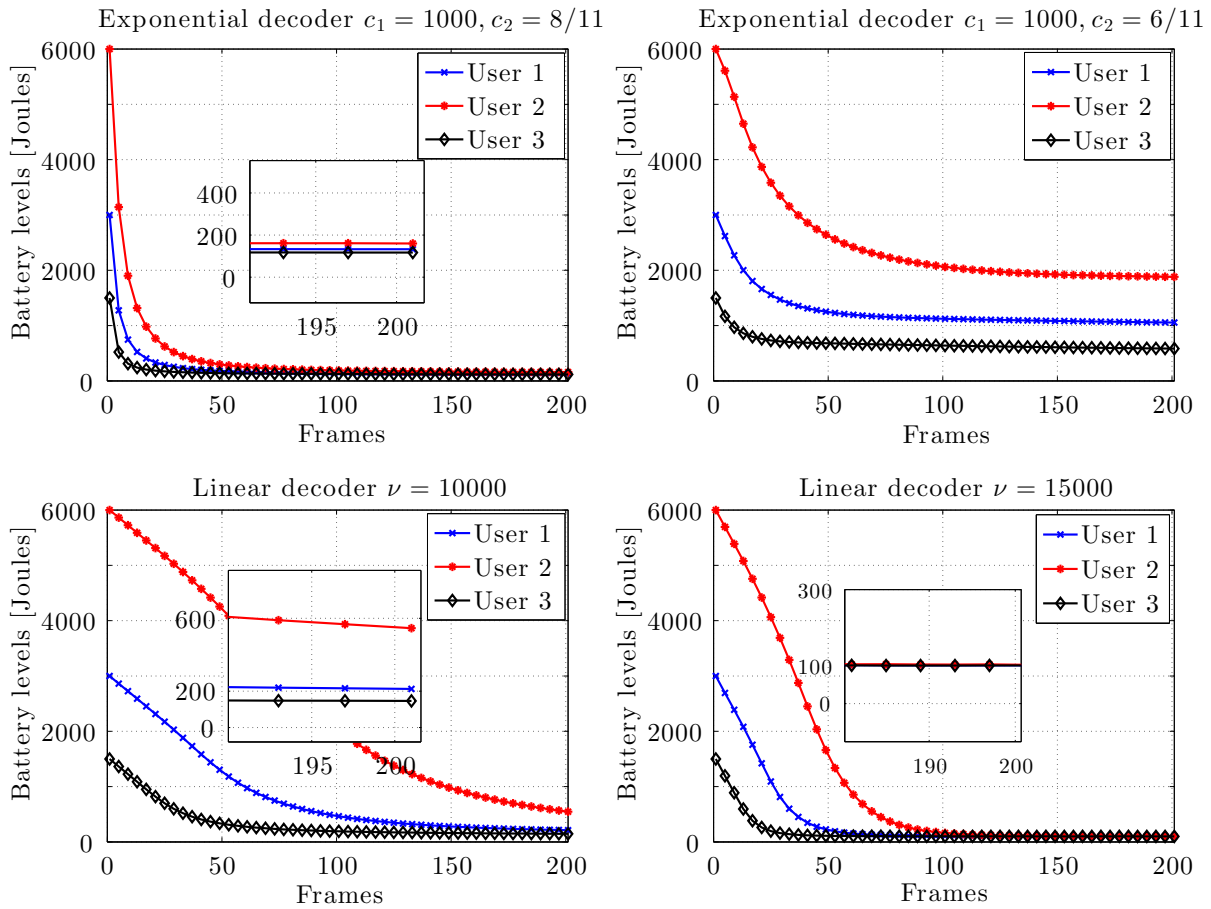 Exponential decoder c₁ = 1000, c₂ = 8/11
Battery levels [Joules]
6000
4000
2000
0
User 1
User 2
User 3
400
200
0
195 200
0 50 100 150 200
Frames
Exponential decoder c₁ = 1000, c₂ = 6/11
Battery levels [Joules]
6000
4000
2000
0
User 1
User 2
User 3
0 50 100 150 200
Frames
Linear decoder ν = 10000
Battery levels [Joules]
6000
4000
2000
0
User 1
User 2
User 3
600
200
0
195 200
0 50 100 150 200
Frames
Linear decoder ν = 15000
Battery levels [Joules]
6000
4000
2000
0
User 1
User 2
User 3
300
100
0
190 200
0 50 100 150 200
Frames